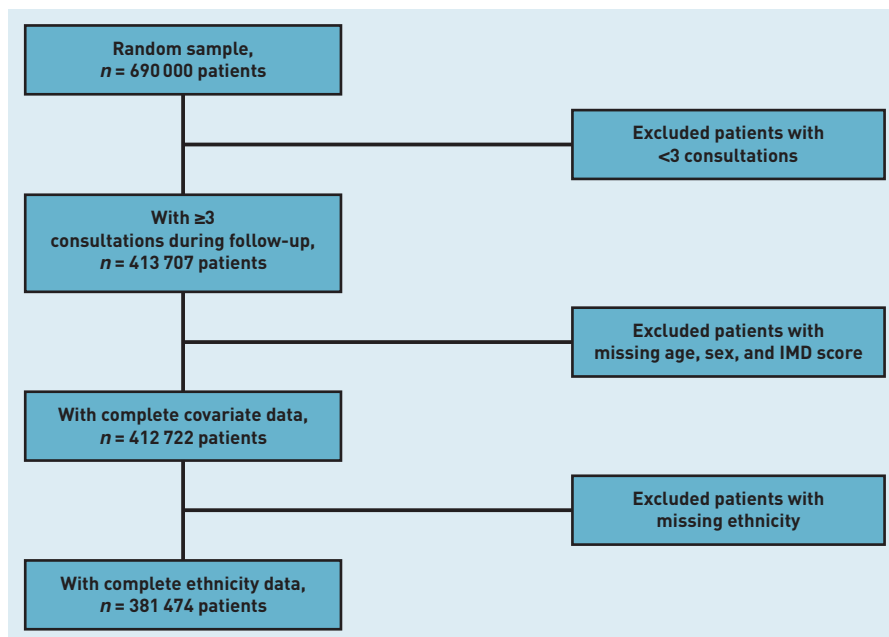 Random sample,
n = 690 000 patients
Excluded patients with
<3 consultations
With ≥3
consultations during follow-up,
n = 413 707 patients
Excluded patients with
missing age, sex, and IMD score
With complete covariate data,
n = 412 722 patients
Excluded patients with
missing ethnicity
With complete ethnicity data,
n = 381 474 patients